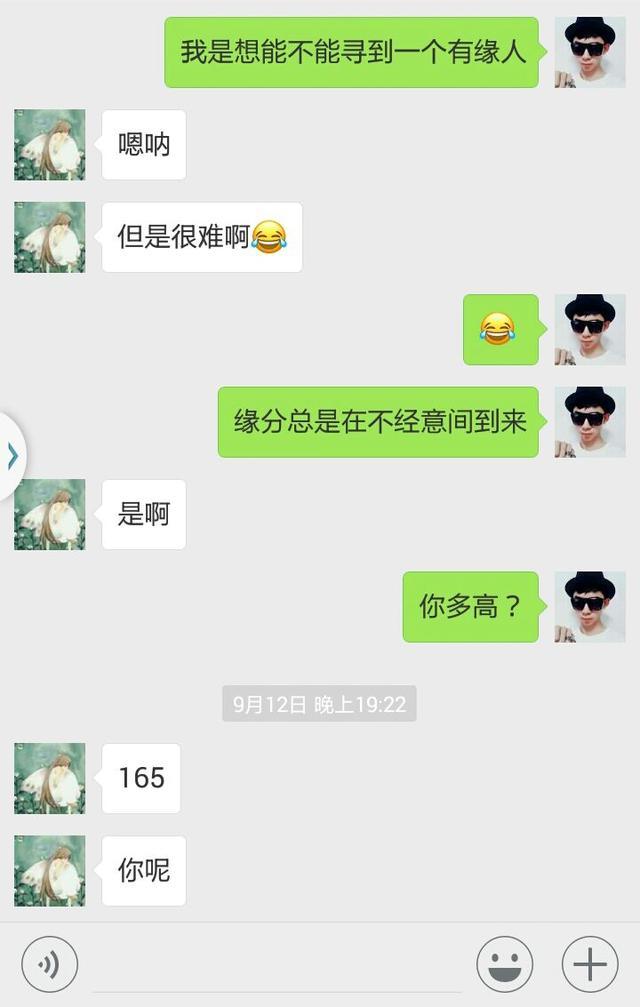 我是想能不能寻到一个有缘人
嗯呐
但是很难啊😂
😂
缘分总是在不经意间到来
是啊
你多高？
9月12日 晚上19:22
165
你呢